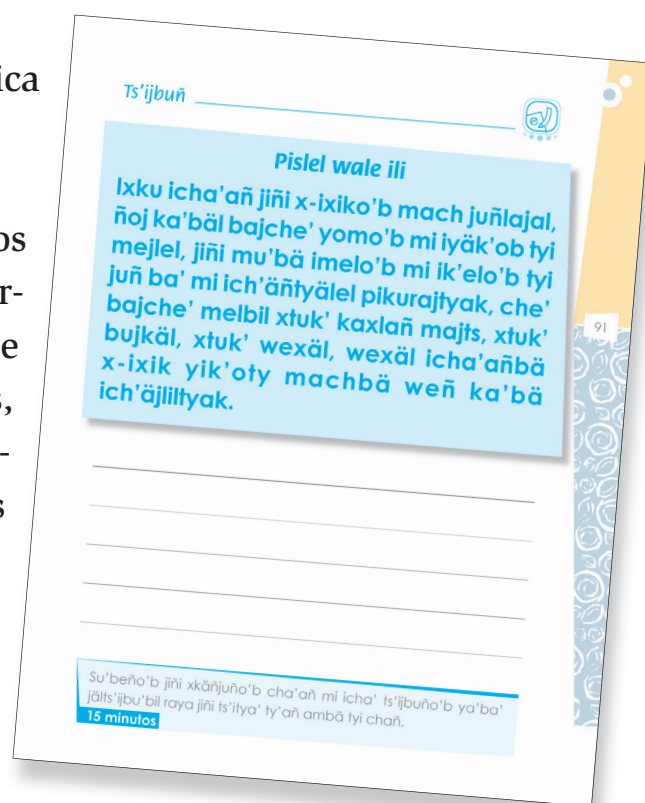 ica
os
r-
e
s,
-
s
Ts'ijbuñ
ey
Pislel wale ili
Ixku icha'añ jiñi x-ixiko'b mach juñlajal,
ñoj ka'bäl bajche' yomo'b mi iyäk'ob tyi
mejlel, jiñi mu'bä imelo'b mi ik'elo'b tyi
juñ ba' mi ich'äñtyälel pikurajtyak, che'
bajche' melbil xtuk' kaxlañ majts, xtuk'
bujkäl, xtuk' wexäl, wexäl icha'añbä
x-ixik yik'oty machbä weñ ka'bä
ich'äjliltyak.
91
Su'beño'b jiñi xkäñjuño'b cha'añ mi icha' ts'ijbuño'b ya'ba'
jälts'ijbu'bil raya jiñi ts'itya' ty'añ ambä tyi chañ.
15 minutos